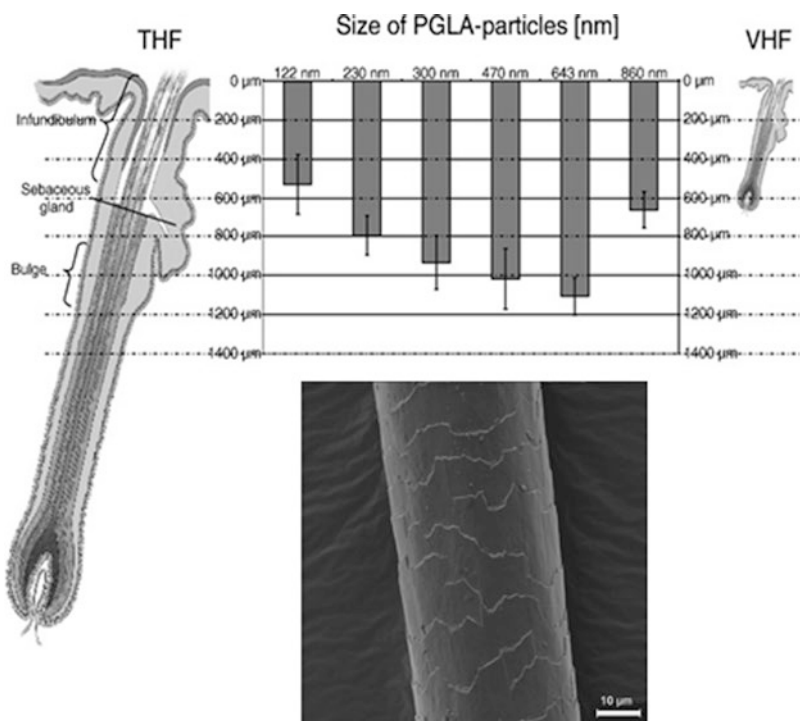 THF
Size of PGLA-particles [nm]
VHF
122 nm 230 nm 300 nm 470 nm 643 nm 860 nm
0 µm
200 µm
400 µm
600 µm
800 µm
1000 µm
1200 µm
1400 µm
0 µm
200 µm
400 µm
600 µm
800 µm
1000 µm
1200 µm
1400 µm
Infundibulum
Sebaceous
gland
Bulge
10 µm